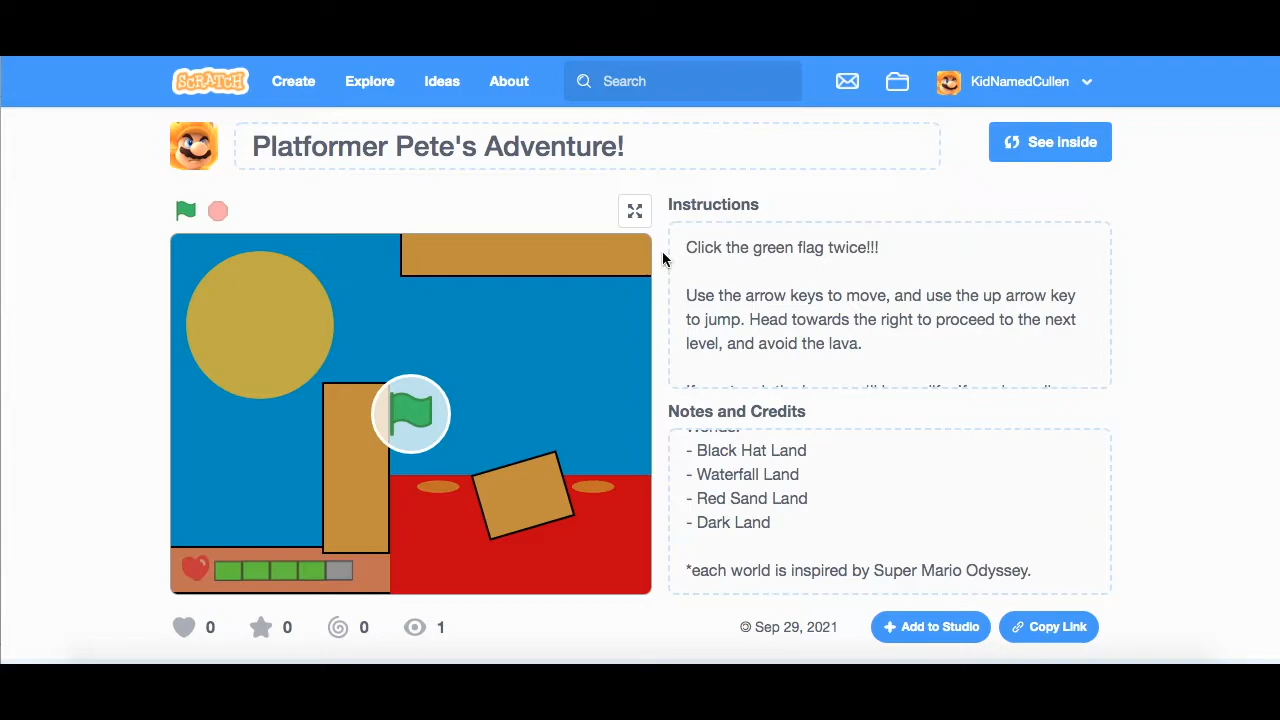 SCRATCH Create Explore Ideas About Search KidNamedCullen
Platformer Pete's Adventure!
See inside
Instructions
Click the green flag twice!!!
Use the arrow keys to move, and use the up arrow key
to jump. Head towards the right to proceed to the next
level, and avoid the lava.
Notes and Credits
- Black Hat Land
- Waterfall Land
- Red Sand Land
- Dark Land
*each world is inspired by Super Mario Odyssey.
0 0 0 1 Sep 29, 2021 Add to Studio Copy Link